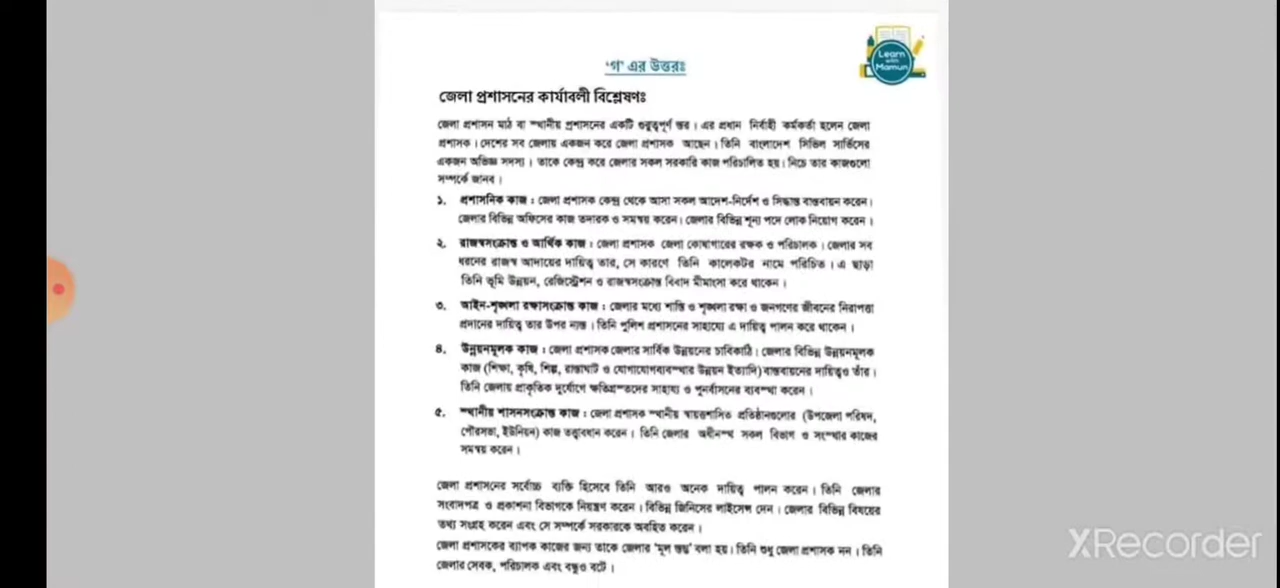 Learn
with
Mamun
‘গ’ এর উত্তরঃ
জেলা প্রশাসনের কার্যাবলী বিশ্লেষণঃ
জেলা প্রশাসন মাঠ বা স্থানীয় প্রশাসনের একটি গুরুত্বপূর্ণ স্তর। এর প্রধান নির্বাহী কর্মকর্তা হলেন জেলা
প্রশাসক। দেশের সব জেলায় একজন করে জেলা প্রশাসক আছেন। তিনি বাংলাদেশ সিভিল সার্ভিসের
একজন অভিজ্ঞ সদস্য। তাকে কেন্দ্র করে জেলার সকল সরকারি কাজ পরিচালিত হয়। নিচে তার কাজগুলো
সম্পর্কে জানব।
১. প্রশাসনিক কাজ : জেলা প্রশাসক কেন্দ্র থেকে আসা সকল আদেশ-নির্দেশ ও সিদ্ধান্ত বাস্তবায়ন করেন।
জেলার বিভিন্ন অফিসের কাজ তদারক ও সমন্বয় করেন। জেলার বিভিন্ন শূন্য পদে লোক নিয়োগ করেন।
২. রাজস্বসংক্রান্ত ও আর্থিক কাজ : জেলা প্রশাসক জেলা কোষাগারের রক্ষক ও পরিচালক। জেলার সব
ধরনের রাজস্ব আদায়ের দায়িত্ব তার, সে কারণে তিনি কালেকটর নামে পরিচিত। এ ছাড়া
তিনি ভূমি উন্নয়ন, রেজিস্ট্রেশন ও রাজস্বসংক্রান্ত বিবাদ মীমাংসা করে থাকেন।
৩. আইন-শৃঙ্খলা রক্ষাসংক্রান্ত কাজ : জেলার মধ্যে শান্তি ও শৃঙ্খলা রক্ষা ও জনগণের জীবনের নিরাপত্তা
প্রদানের দায়িত্ব তার উপর ন্যস্ত। তিনি পুলিশ প্রশাসনের সাহায্যে এ দায়িত্ব পালন করে থাকেন।
৪. উন্নয়নমূলক কাজ : জেলা প্রশাসক জেলার সার্বিক উন্নয়নের চাবিকাঠি। জেলার বিভিন্ন উন্নয়নমূলক
কাজ (শিক্ষা, কৃষি, শিল্প, রাস্তাঘাট ও যোগাযোগব্যবস্থার উন্নয়ন ইত্যাদি) বাস্তবায়নের দায়িত্বও তাঁর।
তিনি জেলায় প্রাকৃতিক দুর্যোগে ক্ষতিগ্রস্তদের সাহায্য ও পুনর্বাসনের ব্যবস্থা করেন।
৫. স্থানীয় শাসনসংক্রান্ত কাজ : জেলা প্রশাসক স্থানীয় স্বায়ত্তশাসিত প্রতিষ্ঠানগুলোর (উপজেলা পরিষদ,
পৌরসভা, ইউনিয়ন) কাজ তত্ত্বাবধান করেন। তিনি জেলার অধীনস্থ সকল বিভাগ ও সংস্থার কাজের
সমন্বয় করেন।
জেলা প্রশাসনের সর্বোচ্চ ব্যক্তি হিসেবে তিনি আরও অনেক দায়িত্ব পালন করেন। তিনি জেলার
সংবাদপত্র ও প্রকাশনা বিভাগকে নিয়ন্ত্রণ করেন। বিভিন্ন জিনিসের লাইসেন্স দেন। জেলার বিভিন্ন বিষয়ের
তথ্য সংগ্রহ করেন এবং সে সম্পর্কে সরকারকে অবহিত করেন।
জেলা প্রশাসকের ব্যাপক কাজের জন্য তাকে জেলার ‘মূল স্তম্ভ’ বলা হয়। তিনি শুধু জেলা প্রশাসক নন। তিনি
জেলার সেবক, পরিচালক এবং বন্ধুও বটে।
XRecorder